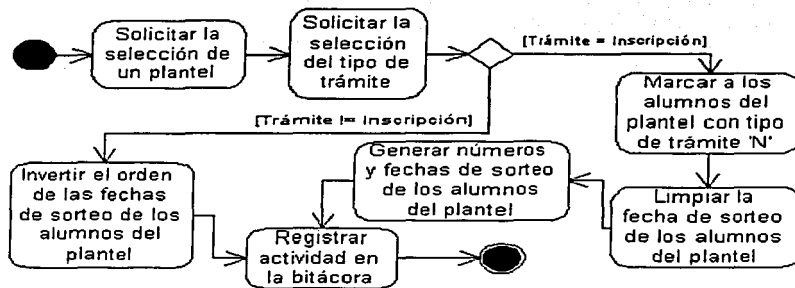 Solicitar la
selección de
un plantel
Solicitar la
selección
del tipo de
trámite
[Trámite = Inscripción]
Marcar a los
alumnos del
plantel con tipo
de trámite 'N'
[Trámite != Inscripción]
Invertir el orden
de las fechas
de sorteo de los
alumnos del
plantel
Generar números
y fechas de sorteo
de los alumnos
del plantel
Limpiar la
fecha de sorteo
de los alumnos
del plantel
Registrar
actividad en
la bitácora